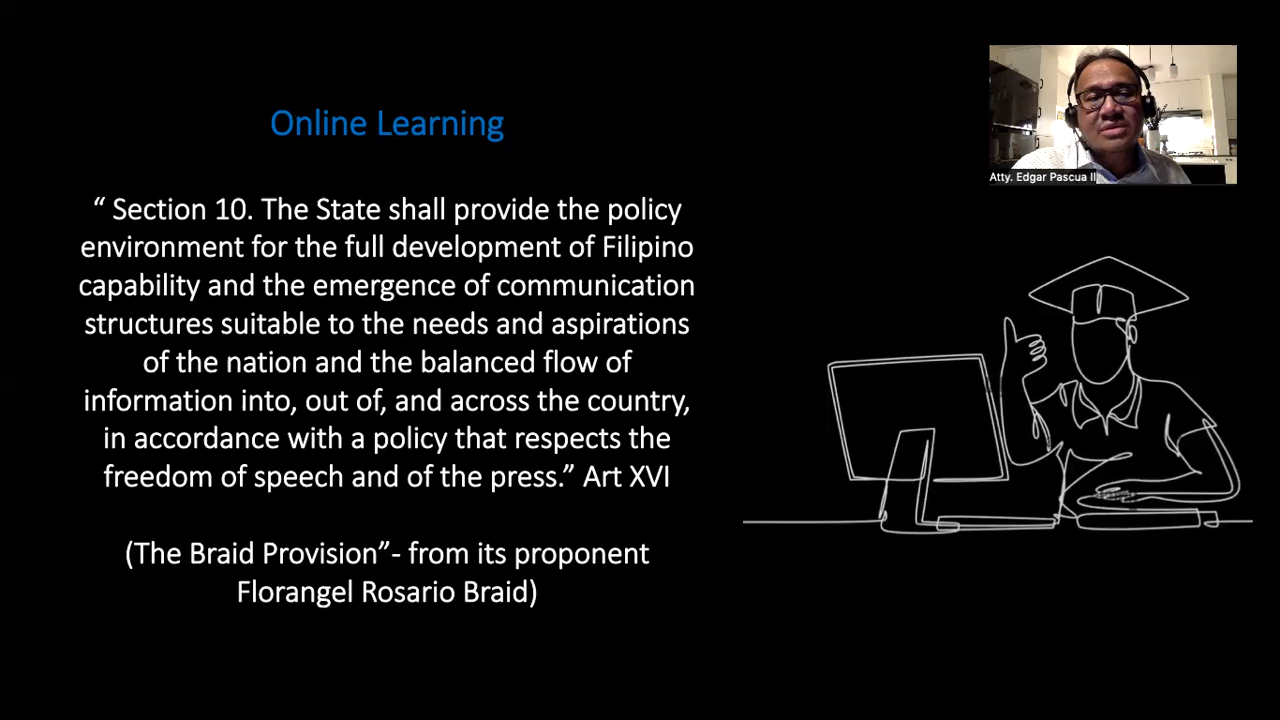 Online Learning
“ Section 10. The State shall provide the policy
environment for the full development of Filipino
capability and the emergence of communication
structures suitable to the needs and aspirations
of the nation and the balanced flow of
information into, out of, and across the country,
in accordance with a policy that respects the
freedom of speech and of the press.” Art XVI
(The Braid Provision”- from its proponent
Florangel Rosario Braid)
Atty. Edgar Pascua II